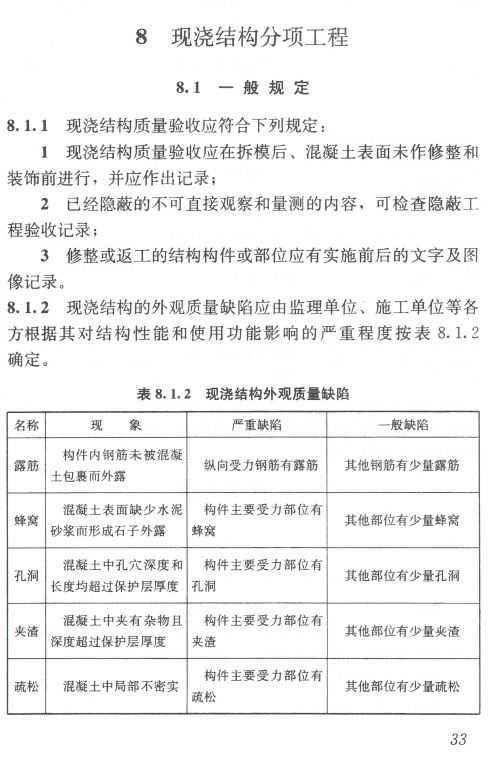 8 现浇结构分项工程
8.1 一般规定
8.1.1 现浇结构质量验收应符合下列规定：
1 现浇结构质量验收应在拆模后、混凝土表面未作修整和
装饰前进行，并应作出记录；
2 已经隐蔽的不可直接观察和量测的内容，可检查隐蔽工
程验收记录；
3 修整或返工的结构构件或部位应有实施前后的文字及图
像记录。
8.1.2 现浇结构的外观质量缺陷应由监理单位、施工单位等各
方根据其对结构性能和使用功能影响的严重程度按表 8.1.2
确定。
表 8.1.2 现浇结构外观质量缺陷
名称 现象 严重缺陷 一般缺陷
露筋 构件内钢筋未被混凝
土包裹而外露 纵向受力钢筋有露筋 其他钢筋有少量露筋
蜂窝 混凝土表面缺少水泥
砂浆而形成石子外露 构件主要受力部位有
蜂窝 其他部位有少量蜂窝
孔洞 混凝土中孔穴深度和
长度均超过保护层厚度 构件主要受力部位有
孔洞 其他部位有少量孔洞
夹渣 混凝土中夹有杂物且
深度超过保护层厚度 构件主要受力部位有
夹渣 其他部位有少量夹渣
疏松 混凝土中局部不密实 构件主要受力部位有
疏松 其他部位有少量疏松
33